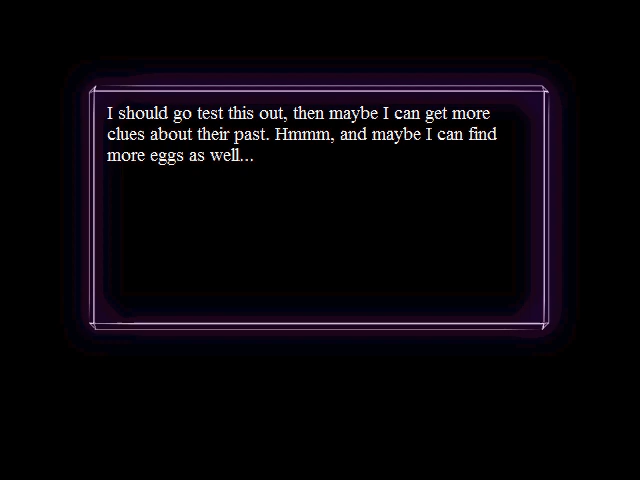 I should go test this out, then maybe I can get more
clues about their past. Hmmm, and maybe I can find
more eggs as well...